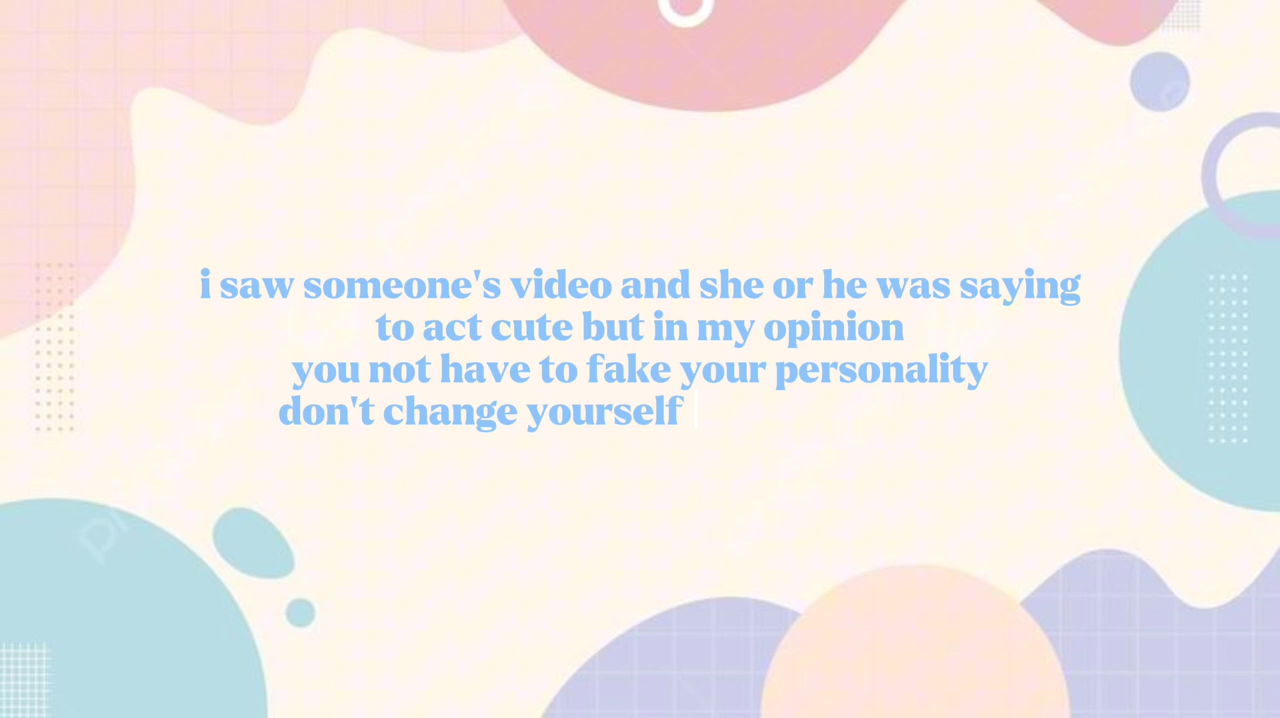 i saw someone's video and she or he was saying
to act cute but in my opinion
you not have to fake your personality
don't change yourself